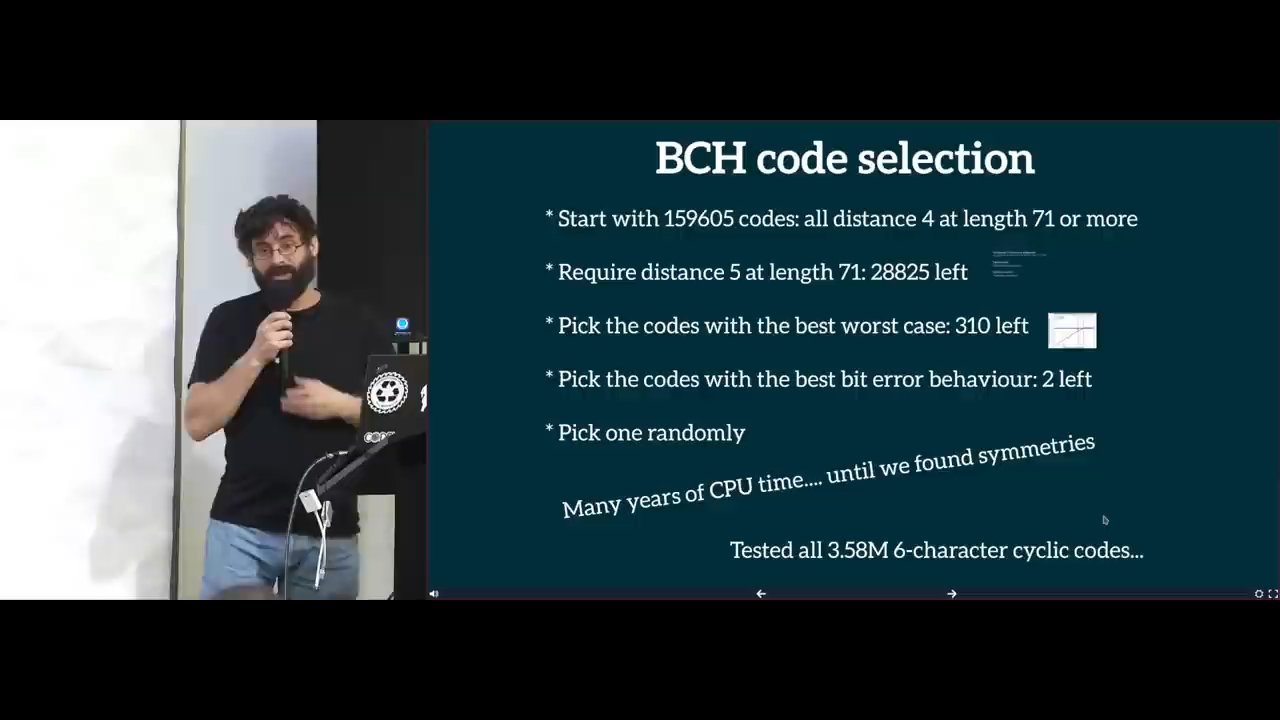 BCH code selection
* Start with 159605 codes: all distance 4 at length 71 or more
* Require distance 5 at length 71: 28825 left
* Pick the codes with the best worst case: 310 left
* Pick the codes with the best bit error behaviour: 2 left
* Pick one randomly
Many years of CPU time.... until we found symmetries
Tested all 3.58M 6-character cyclic codes...